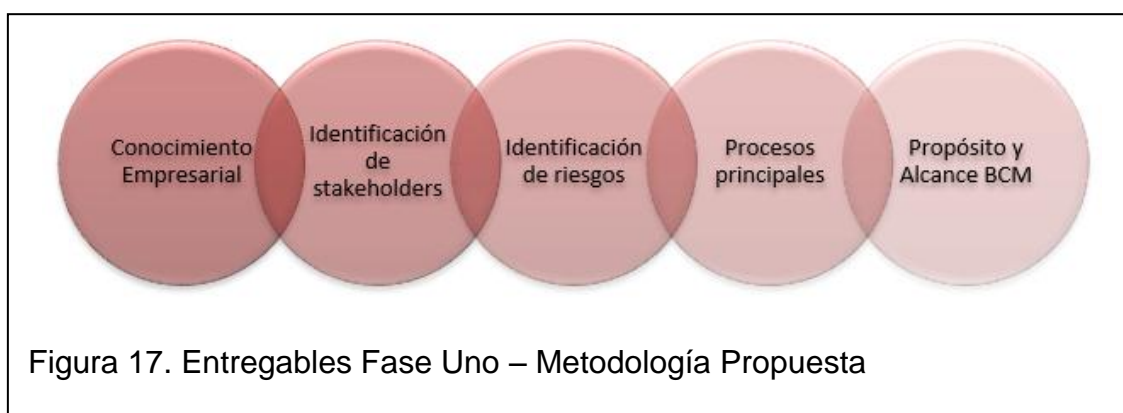 Conocimiento
Empresarial
Identificación
de
stakeholders
Identificación
de riesgos
Procesos
principales
Propósito y
Alcance BCM
Figura 17. Entregables Fase Uno – Metodología Propuesta